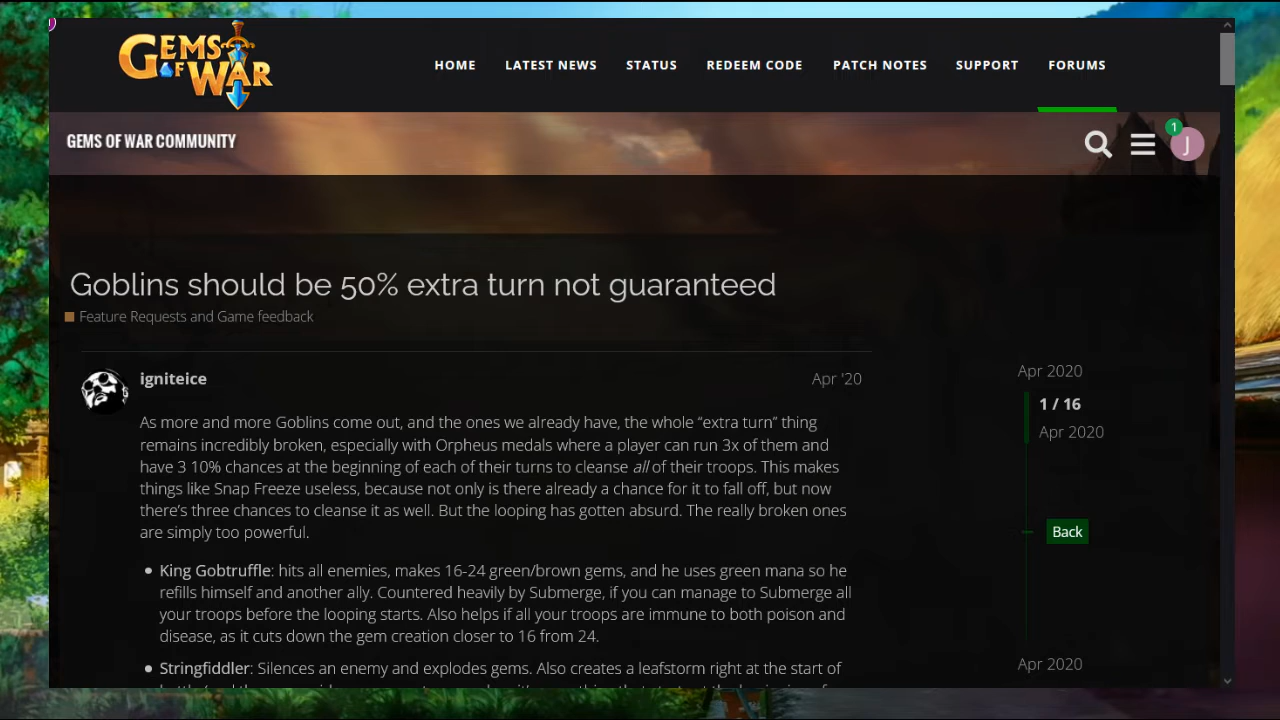 GEMS OF WAR
HOME LATEST NEWS STATUS REDEEM CODE PATCH NOTES SUPPORT FORUMS
GEMS OF WAR COMMUNITY
1
J
Goblins should be 50% extra turn not guaranteed
Feature Requests and Game feedback
igniteice Apr '20
As more and more Goblins come out, and the ones we already have, the whole “extra turn” thing
remains incredibly broken, especially with Orpheus medals where a player can run 3x of them and
have 3 10% chances at the beginning of each of their turns to cleanse all of their troops. This makes
things like Snap Freeze useless, because not only is there already a chance for it to fall off, but now
there’s three chances to cleanse it as well. But the looping has gotten absurd. The really broken ones
are simply too powerful.
• King Gobtruffle: hits all enemies, makes 16-24 green/brown gems, and he uses green mana so he
refills himself and another ally. Countered heavily by Submerge, if you can manage to Submerge all
your troops before the looping starts. Also helps if all your troops are immune to both poison and
disease, as it cuts down the gem creation closer to 16 from 24.
• Stringfiddler: Silences an enemy and explodes gems. Also creates a leafstorm right at the start of
Apr 2020
1 / 16
Apr 2020
Back
Apr 2020